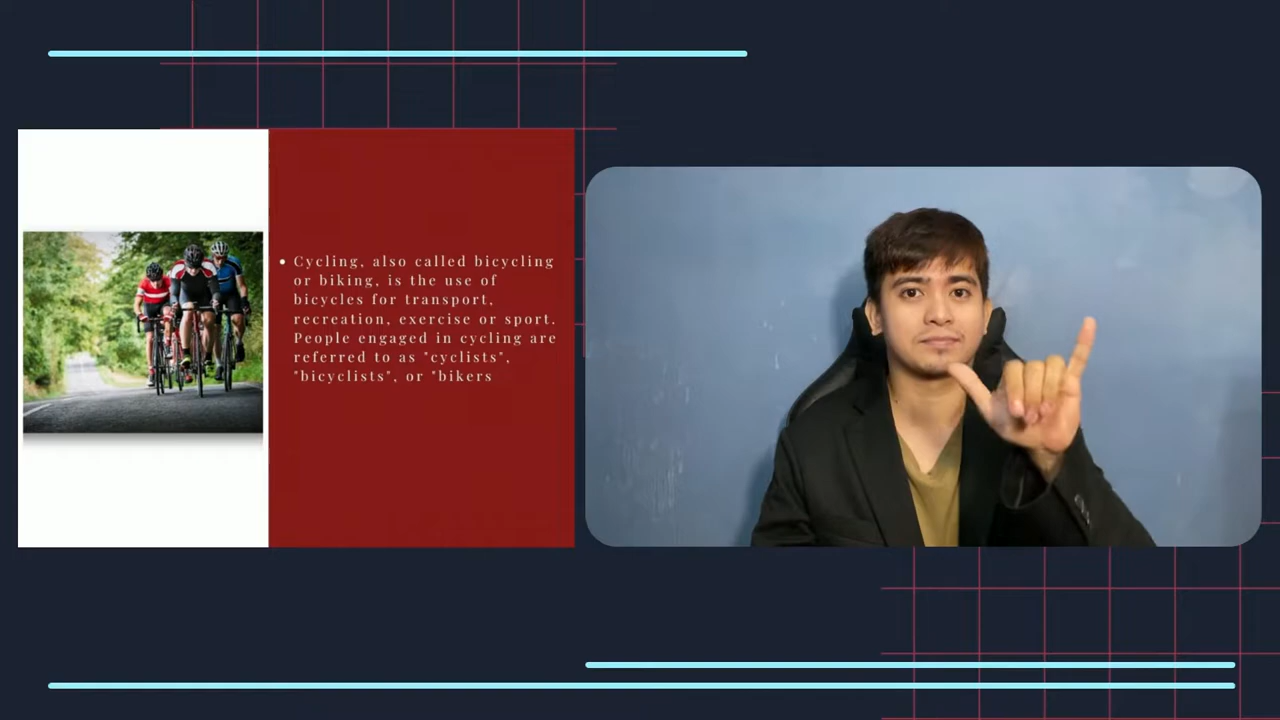 • Cycling, also called bicycling
or biking, is the use of
bicycles for transport,
recreation, exercise or sport.
People engaged in cycling are
referred to as "cyclists",
"bicyclists", or "bikers